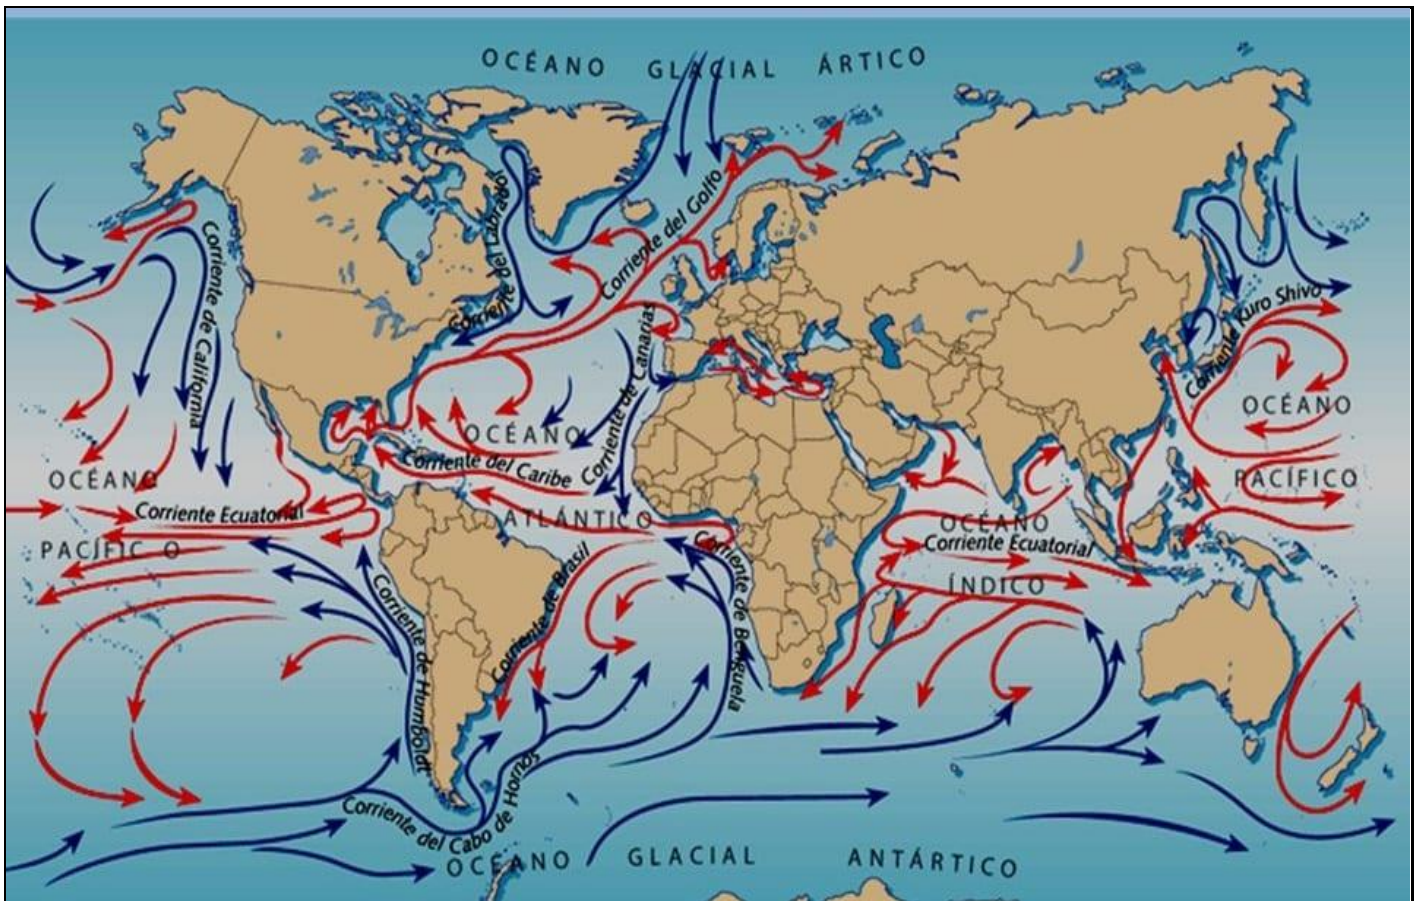 OCÉANO GLACIAL ÁRTICO
Corriente del Golfo
Corriente del Labrador
Corriente de California
Corriente de Canarias
Corriente Kuro Shivo
OCÉANO
PACÍFICO
OCÉANO
ATLÁNTICO
Corriente del Caribe
OCÉANO
PACÍFIC O
Corriente Ecuatorial
OCÉANO
Corriente Ecuatorial
ÍNDICO
Corriente de Brasil
Corriente de Benguela
Corriente de Homboldt
Corriente del Cabo de Hornos
OCÉANO GLACIAL ANTÁRTICO